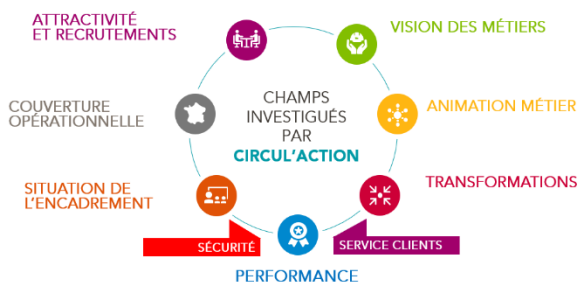 ATTRACTIVITÉ
ET RECRUTEMENTS
VISION DES MÉTIERS
COUVERTURE
OPÉRATIONNELLE
CHAMPS
INVESTIGUÉS
PAR
CIRCUL'ACTION
ANIMATION MÉTIER
SITUATION DE
L'ENCADREMENT
TRANSFORMATIONS
SÉCURITÉ
SERVICE CLIENTS
PERFORMANCE